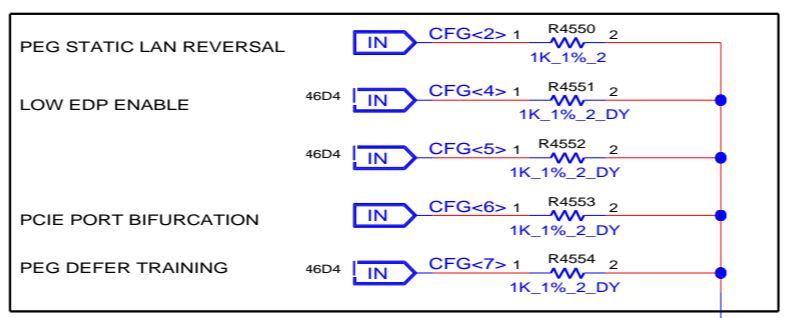 PEG STATIC LAN REVERSAL IN CFG<2> 1 R4550 2
1K_1%_2
LOW EDP ENABLE 46D4 IN CFG<4> 1 R4551 2
1K_1%_2_DY
46D4 IN CFG<5> 1 R4552 2
1K_1%_2_DY
PCIE PORT BIFURCATION IN CFG<6> 1 R4553 2
1K_1%_2_DY
PEG DEFER TRAINING 46D4 IN CFG<7> 1 R4554 2
1K_1%_2_DY